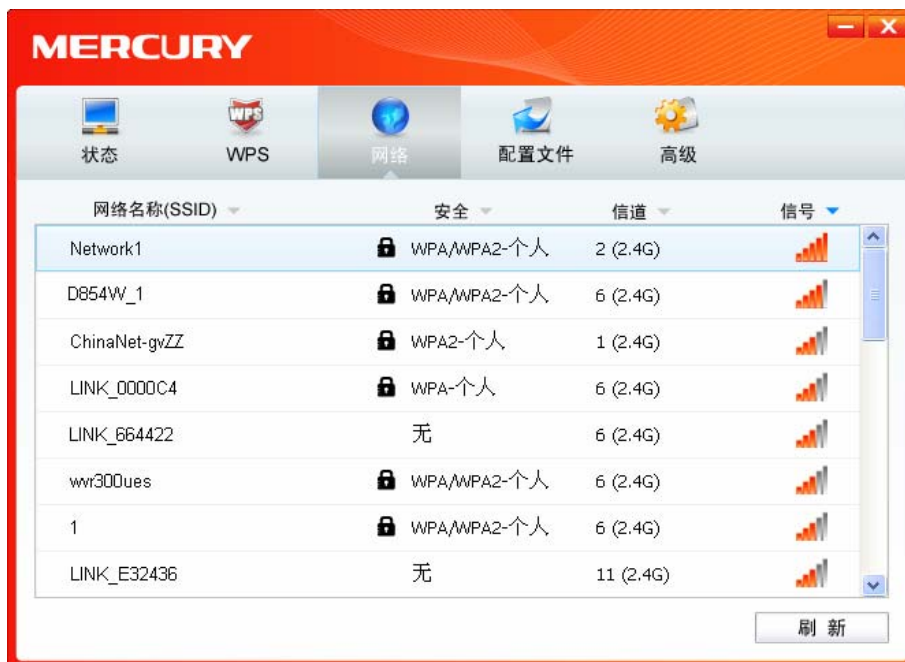 MERCURY
状态 WPS 网络 配置文件 高级
网络名称(SSID) 安全 信道 信号
Network1 WPA/WPA2-个人 2 (2.4G)
D854W_1 WPA/WPA2-个人 6 (2.4G)
ChinaNet-gvZZ WPA2-个人 1 (2.4G)
LINK_0000C4 WPA-个人 6 (2.4G)
LINK_664422 无 6 (2.4G)
wvr300ues WPA/WPA2-个人 6 (2.4G)
1 WPA/WPA2-个人 6 (2.4G)
LINK_E32436 无 11 (2.4G)
刷 新